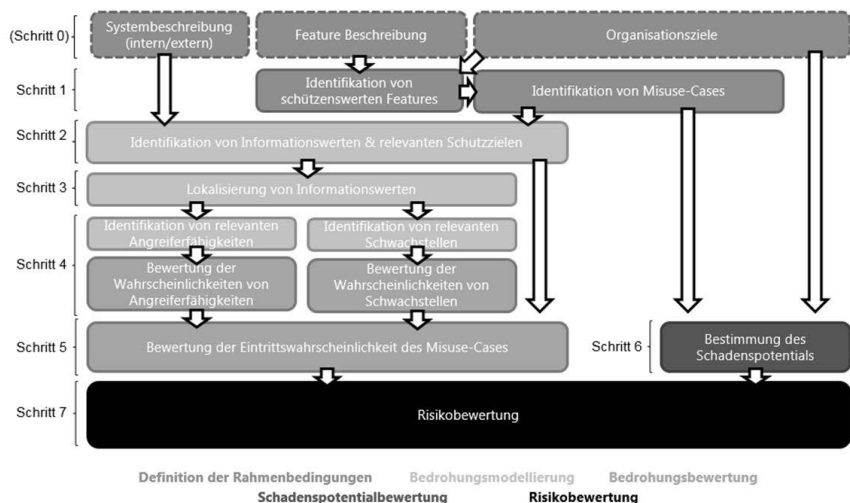 (Schritt 0)
Systembeschreibung
(intern/extern)
Feature Beschreibung
Organisationsziele
Schritt 1
Identifikation von
schützenswerten Features
Identifikation von Misuse-Cases
Schritt 2
Identifikation von Informationswerten & relevanten Schutzzielen
Schritt 3
Lokalisierung von Informationswerten
Schritt 4
Identifikation von relevanten
Angreiferfähigkeiten
Identifikation von relevanten
Schwachstellen
Bewertung der
Wahrscheinlichkeiten von
Angreiferfähigkeiten
Bewertung der
Wahrscheinlichkeiten von
Schwachstellen
Schritt 5
Bewertung der Eintrittswahrscheinlichkeit des Misuse-Cases
Schritt 6
Bestimmung des
Schadenspotentials
Schritt 7
Risikobewertung
Definition der Rahmenbedingungen
Bedrohungsmodellierung
Bedrohungsbewertung
Schadenspotentialbewertung
Risikobewertung